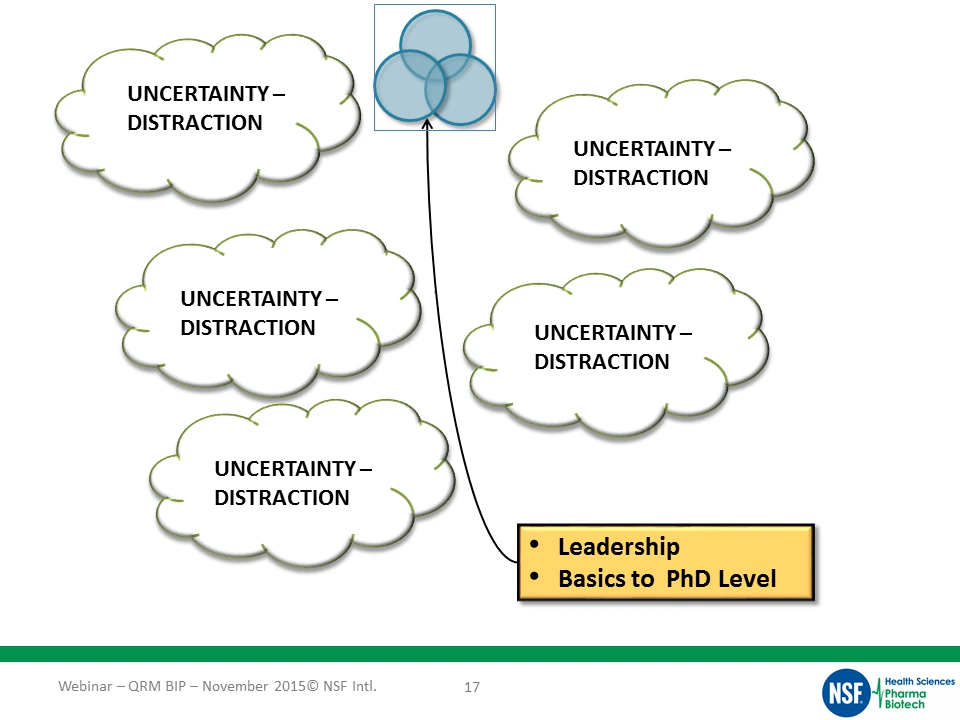 UNCERTAINTY –
DISTRACTION
UNCERTAINTY –
DISTRACTION
UNCERTAINTY –
DISTRACTION
UNCERTAINTY –
DISTRACTION
UNCERTAINTY –
DISTRACTION
• Leadership
• Basics to PhD Level
Webinar – QRM BIP – November 2015© NSF Intl.
17
NSF
Health Sciences
Pharma
Biotech